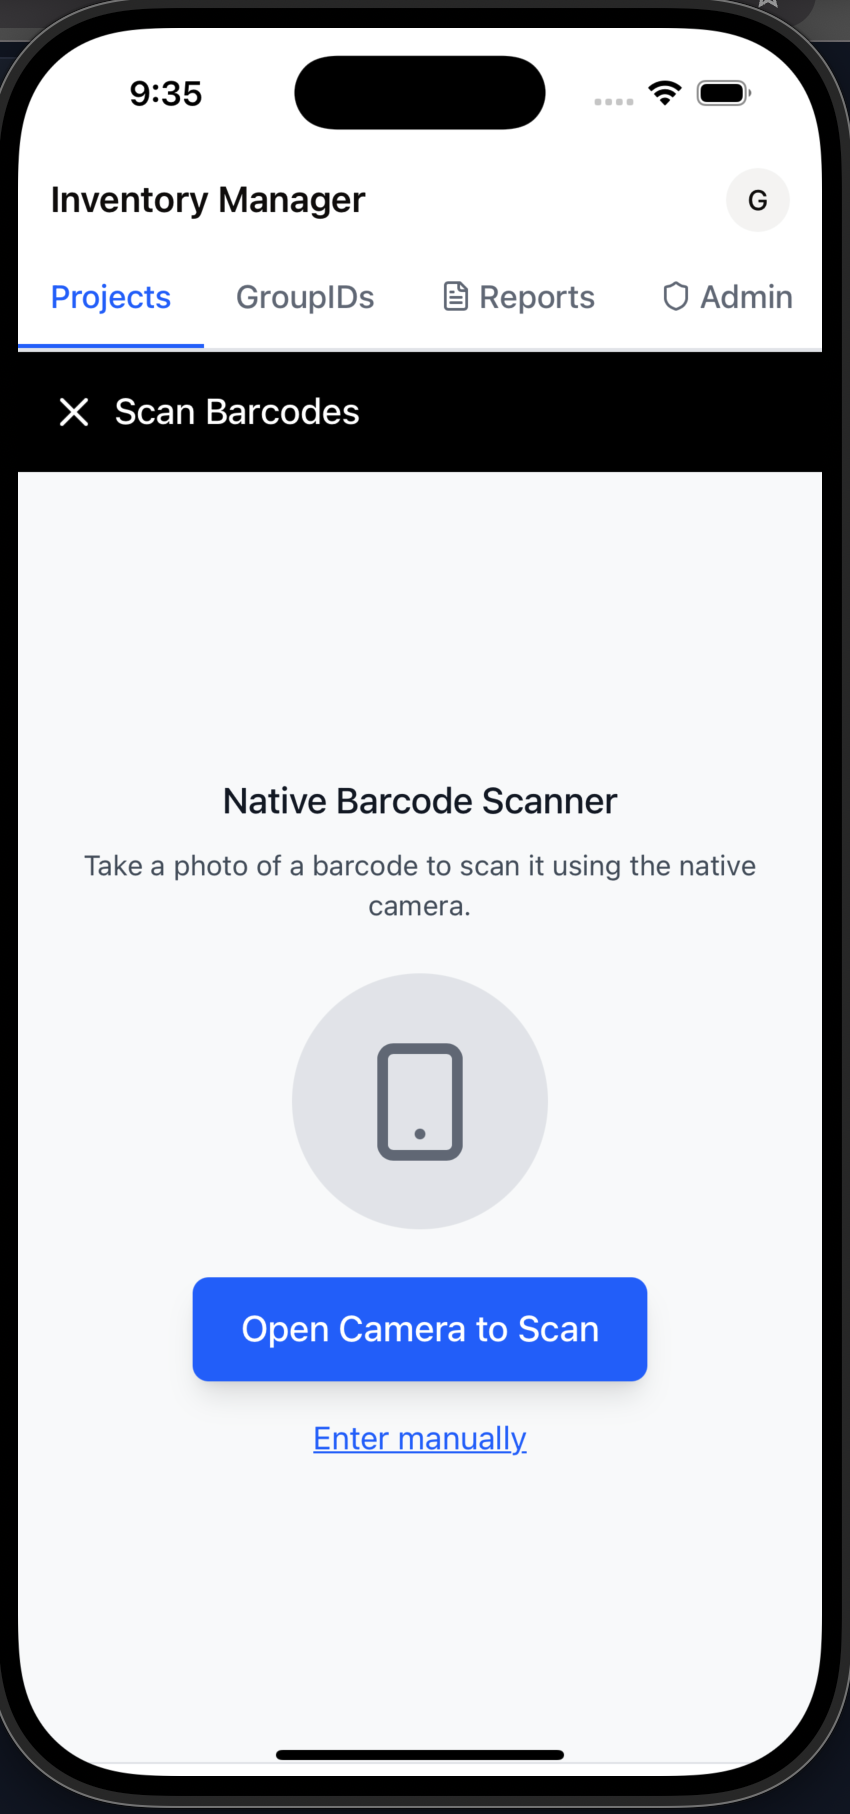 9:35
Inventory Manager
G
Projects
GroupIDs
Reports
Admin
Scan Barcodes
Native Barcode Scanner
Take a photo of a barcode to scan it using the native
camera.
Open Camera to Scan
Enter manually